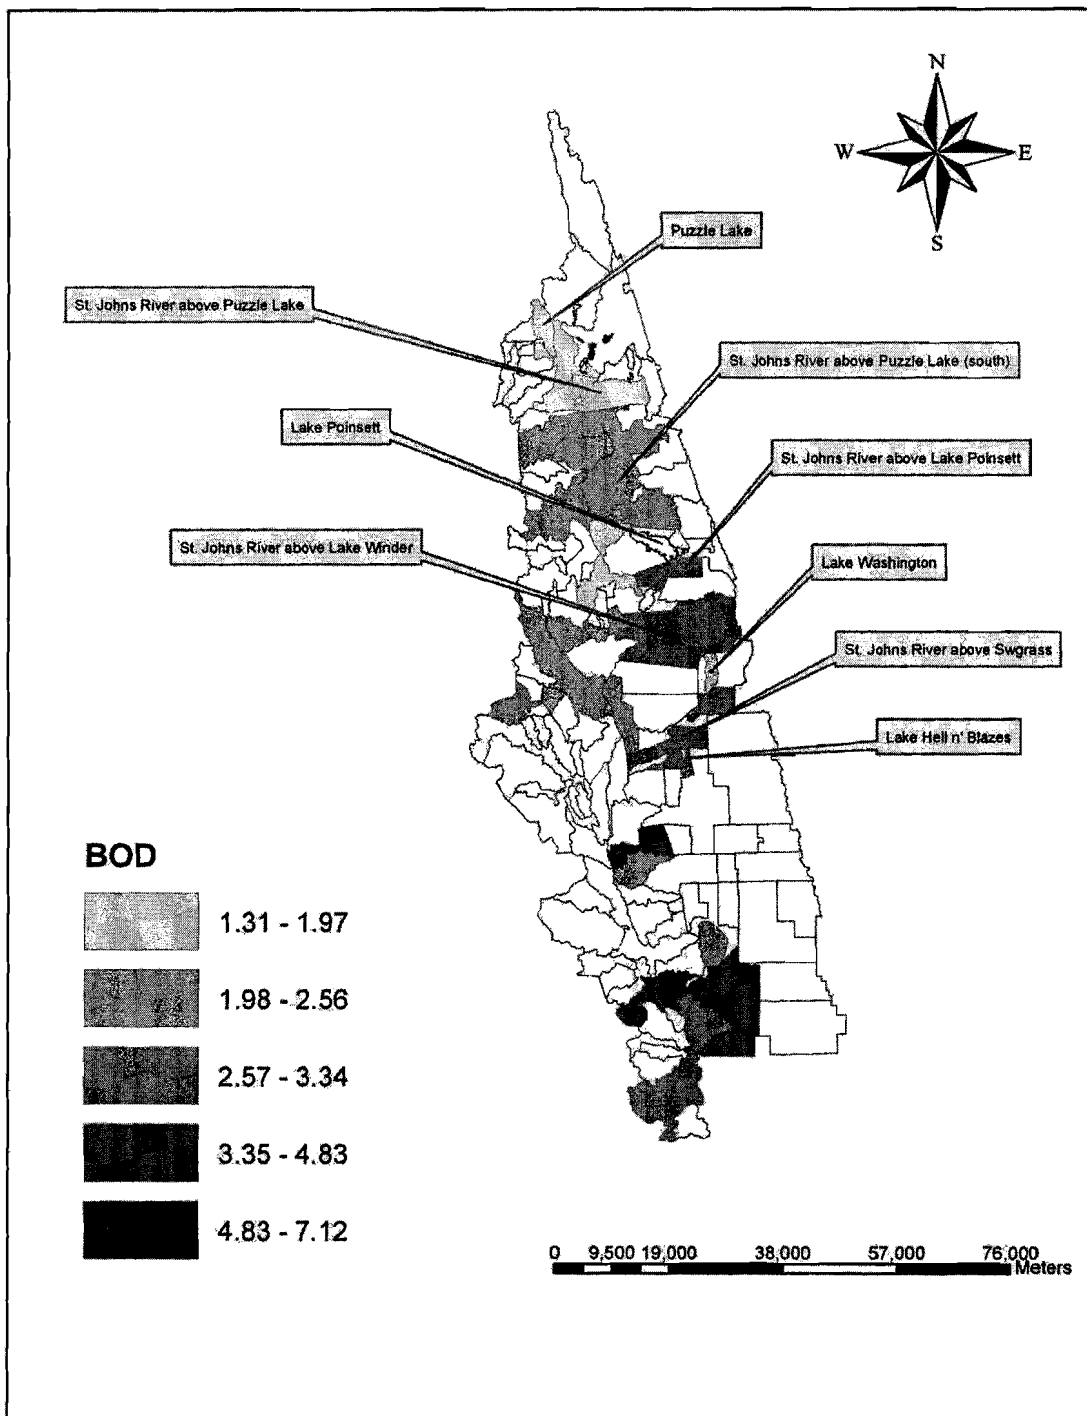 N
W
E
S
Puzzle Lake
St. Johns River above Puzzle Lake
St. Johns River above Puzzle Lake (south)
Lake Poinsett
St. Johns River above Lake Poinsett
St. Johns River above Lake Winder
Lake Washington
St. Johns River above Swgrass
Lake Hell n' Blazes
BOD
1.31 - 1.97
1.98 - 2.56
2.57 - 3.34
3.35 - 4.83
4.83 - 7.12
0 9,500 19,000 38,000 57,000 76,000
Meters